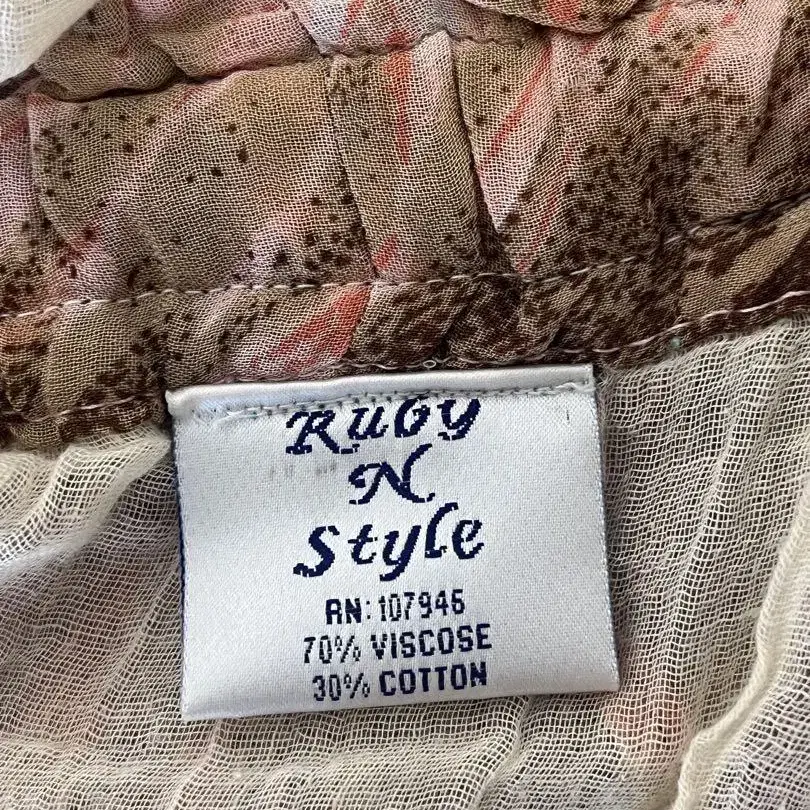 Ruby
N
Style
RN: 107946
70% VISCOSE
30% COTTON